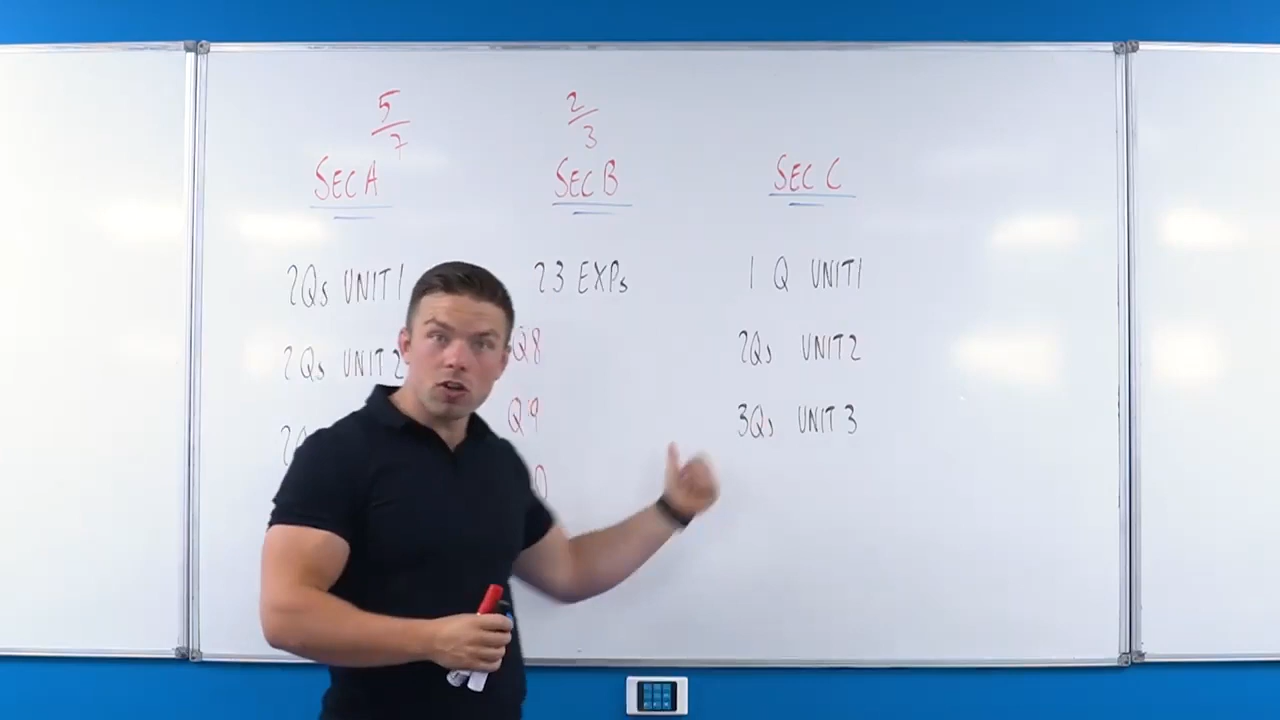 5/7
SEC A
2Qs UNIT 1
2Qs UNIT 2
2/3
SEC B
23 EXPs
Q8
Q9
SEC C
1 Q UNIT 1
2Qs UNIT 2
3Qs UNIT 3